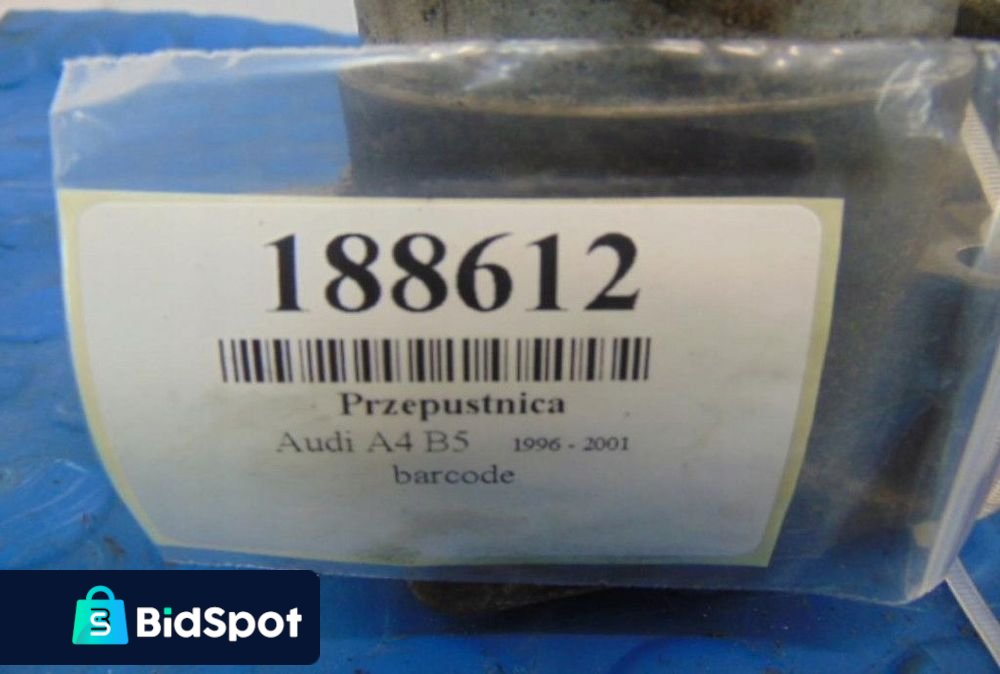 188612
Przepustnica
Audi A4 B5 1996 - 2001
barcode
BidSpot